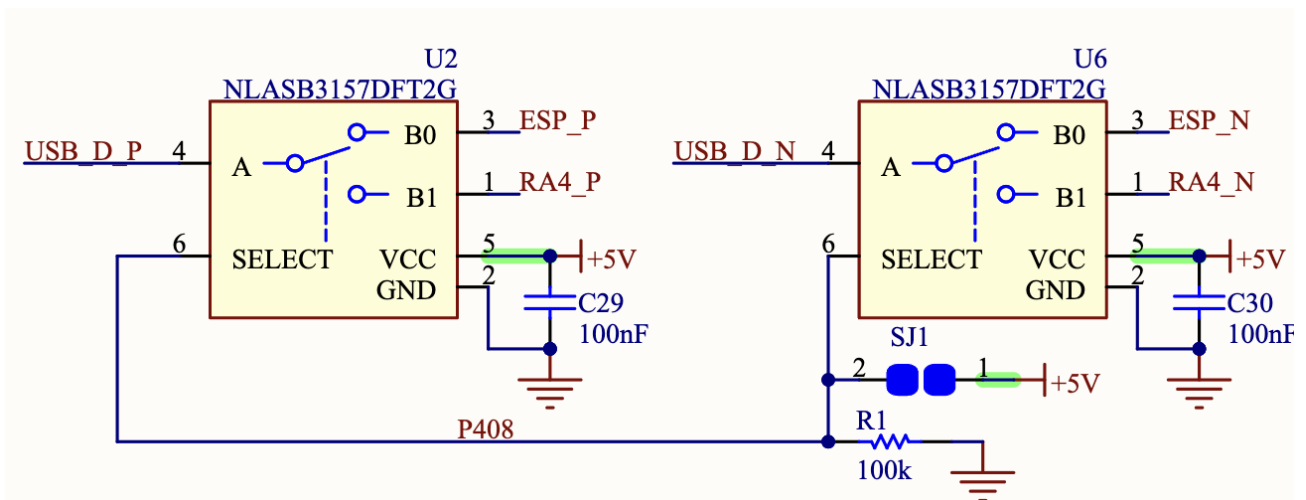 U2
NLASB3157DFT2G
USB_D_P
4
A
B0
3
ESP_P
B1
1
RA4_P
6
SELECT
VCC
5
+5V
GND
2
C29
100nF
U6
NLASB3157DFT2G
USB_D_N
4
A
B0
3
ESP_N
B1
1
RA4_N
6
SELECT
VCC
5
+5V
GND
2
C30
100nF
SJ1
2
1
+5V
P408
R1
100k